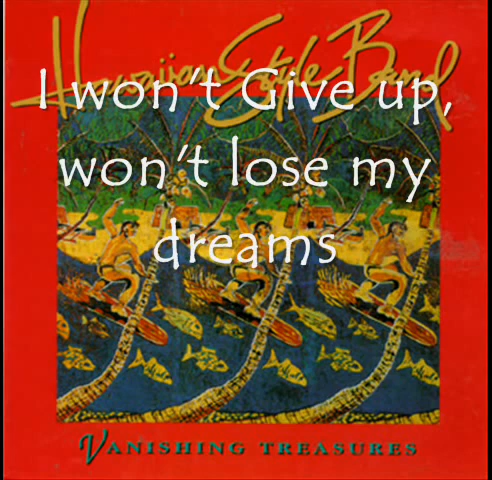 Hawaiian Style Band
I won't Give up,
won't lose my
dreams
VANISHING TREASURES